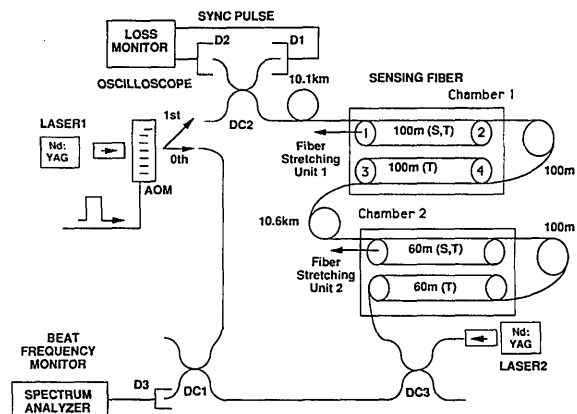 SYNC PULSE
LOSS
MONITOR
D2
D1
OSCILLOSCOPE
10.1km
SENSING FIBER
Chamber 1
1st
DC2
LASER1
Nd:
YAG
0th
AOM
1
100m (S,T)
2
Fiber
Stretching
Unit 1
3
100m (T)
4
100m
10.6km
Chamber 2
100m
60m (S,T)
Fiber
Stretching
Unit 2
60m (T)
BEAT
FREQUENCY
MONITOR
Nd:
YAG
LASER2
D3
DC1
DC3
SPECTRUM
ANALYZER